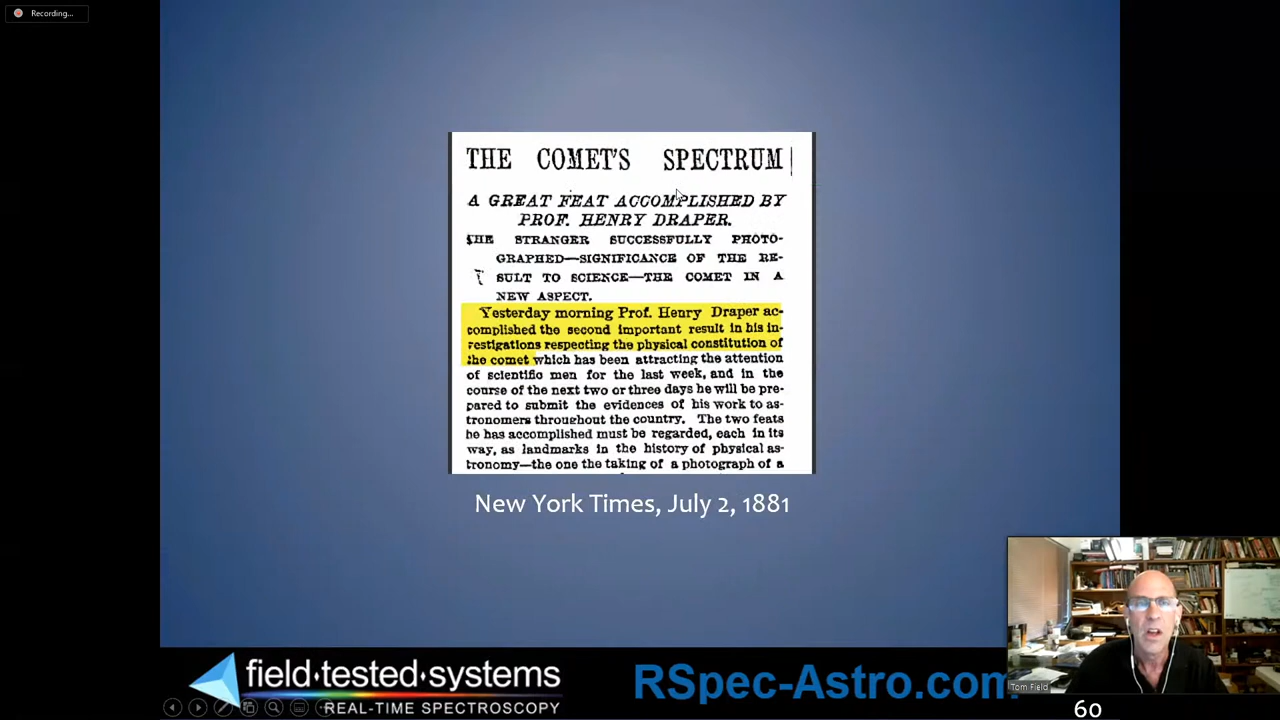 Recording...
THE COMET'S SPECTRUM
A GREAT FEAT ACCOMPLISHED BY
PROF. HENRY DRAPER.
THE STRANGER SUCCESSFULLY PHOTO-
GRAPHED—SIGNIFICANCE OF THE RE-
SULT TO SCIENCE—THE COMET IN A
NEW ASPECT.
Yesterday morning Prof. Henry Draper ac-
complished the second important result in his in-
vestigations respecting the physical constitution of
the comet which has been attracting the attention
of scientific men for the last week, and in the
course of the next two or three days he will be pre-
pared to submit the evidences of his work to as-
tronomers throughout the country. The two feats
he has accomplished must be regarded, each in its
way, as landmarks in the history of physical as-
tronomy—the one the taking of a photograph of a
New York Times, July 2, 1881
field·tested·systems
REAL-TIME SPECTROSCOPY
RSpec-Astro.com
Tom Field
60